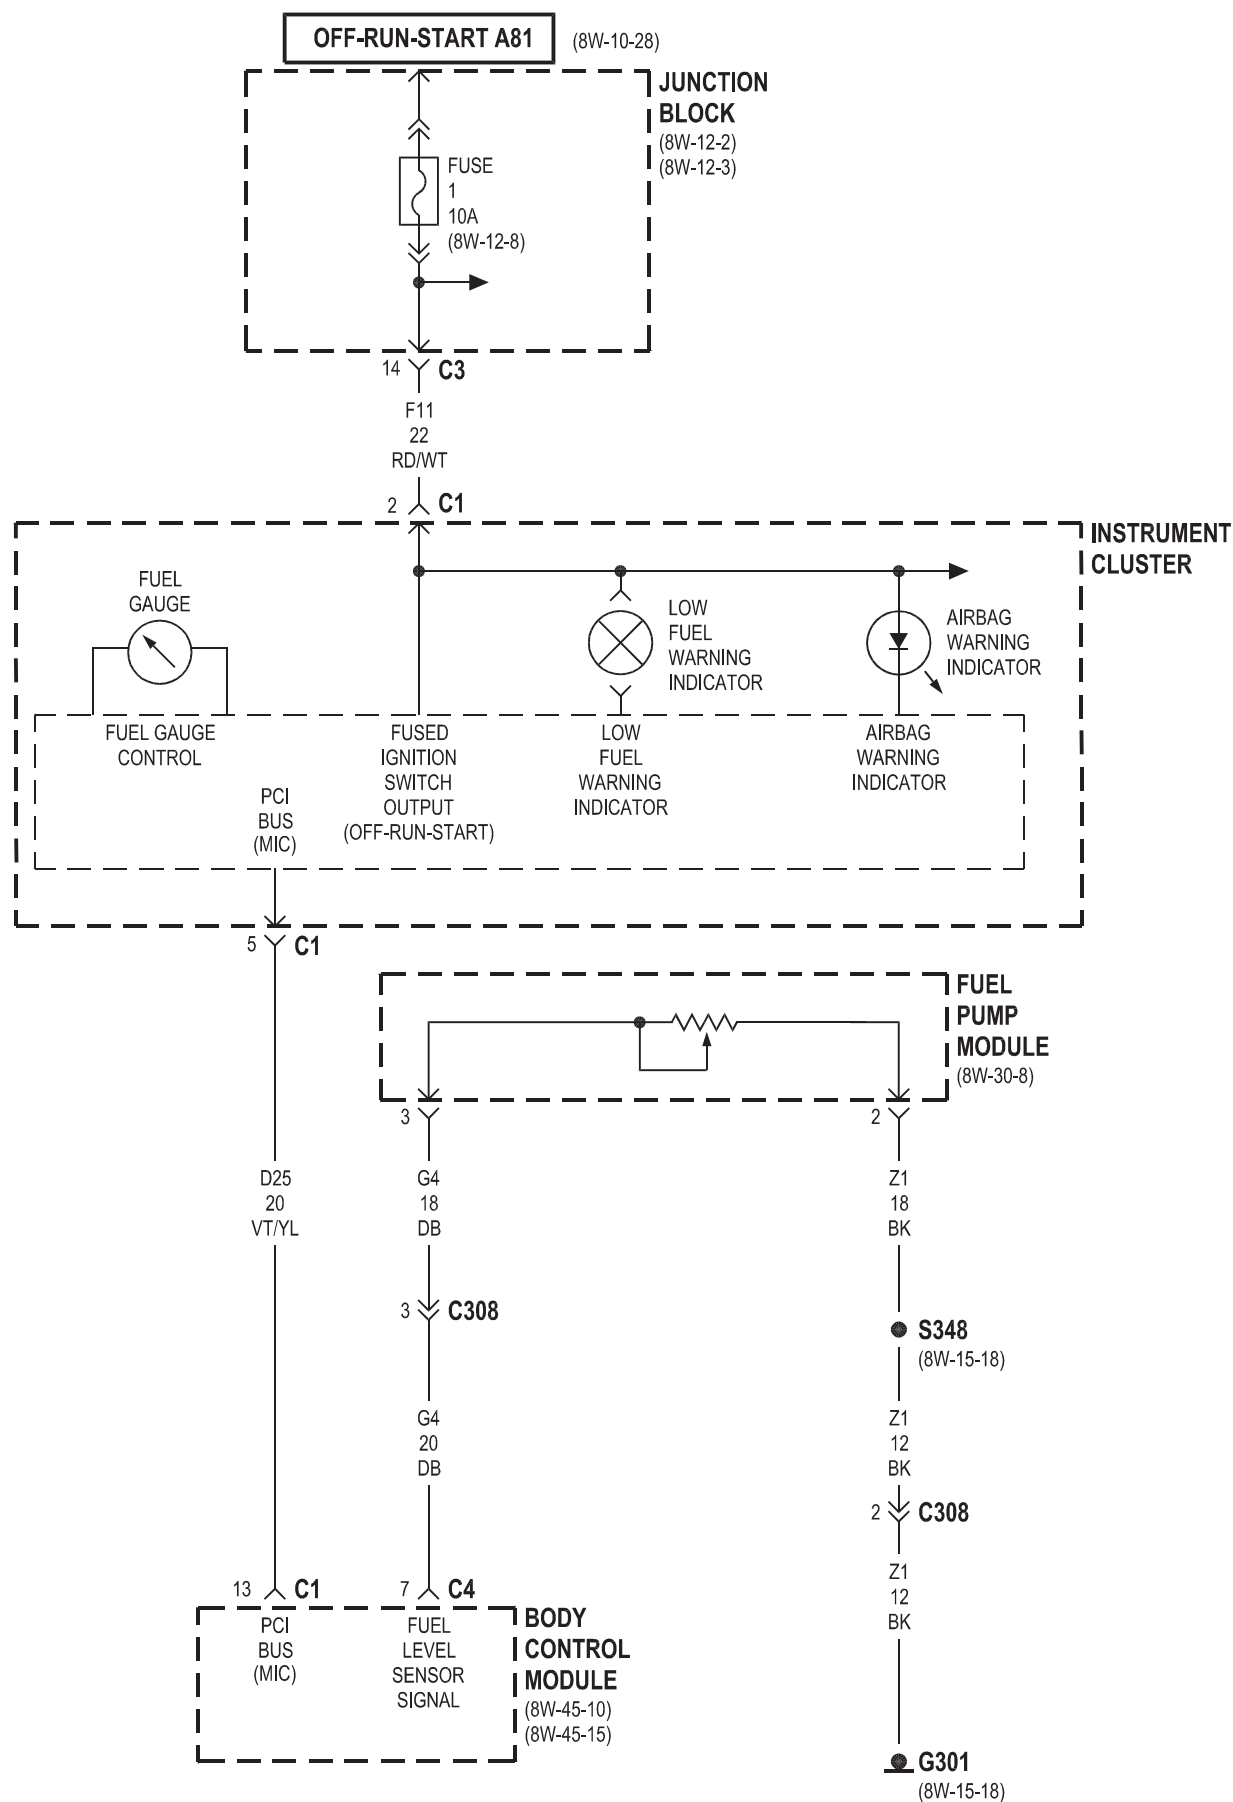 OFF-RUN-START A81
(8W-10-28)
JUNCTION
BLOCK
(8W-12-2)
(8W-12-3)
FUSE
1
10A
(8W-12-8)
14
C3
F11
22
RD/WT
2
C1
INSTRUMENT
CLUSTER
FUEL
GAUGE
LOW
FUEL
WARNING
INDICATOR
AIRBAG
WARNING
INDICATOR
FUEL GAUGE
CONTROL
PCI
BUS
(MIC)
FUSED
IGNITION
SWITCH
OUTPUT
(OFF-RUN-START)
LOW
FUEL
WARNING
INDICATOR
AIRBAG
WARNING
INDICATOR
5
C1
FUEL
PUMP
MODULE
(8W-30-8)
3
2
D25
20
VT/YL
G4
18
DB
Z1
18
BK
3
C308
S348
(8W-15-18)
G4
20
DB
Z1
12
BK
2
C308
Z1
12
BK
13
C1
7
C4
PCI
BUS
(MIC)
FUEL
LEVEL
SENSOR
SIGNAL
BODY
CONTROL
MODULE
(8W-45-10)
(8W-45-15)
G301
(8W-15-18)